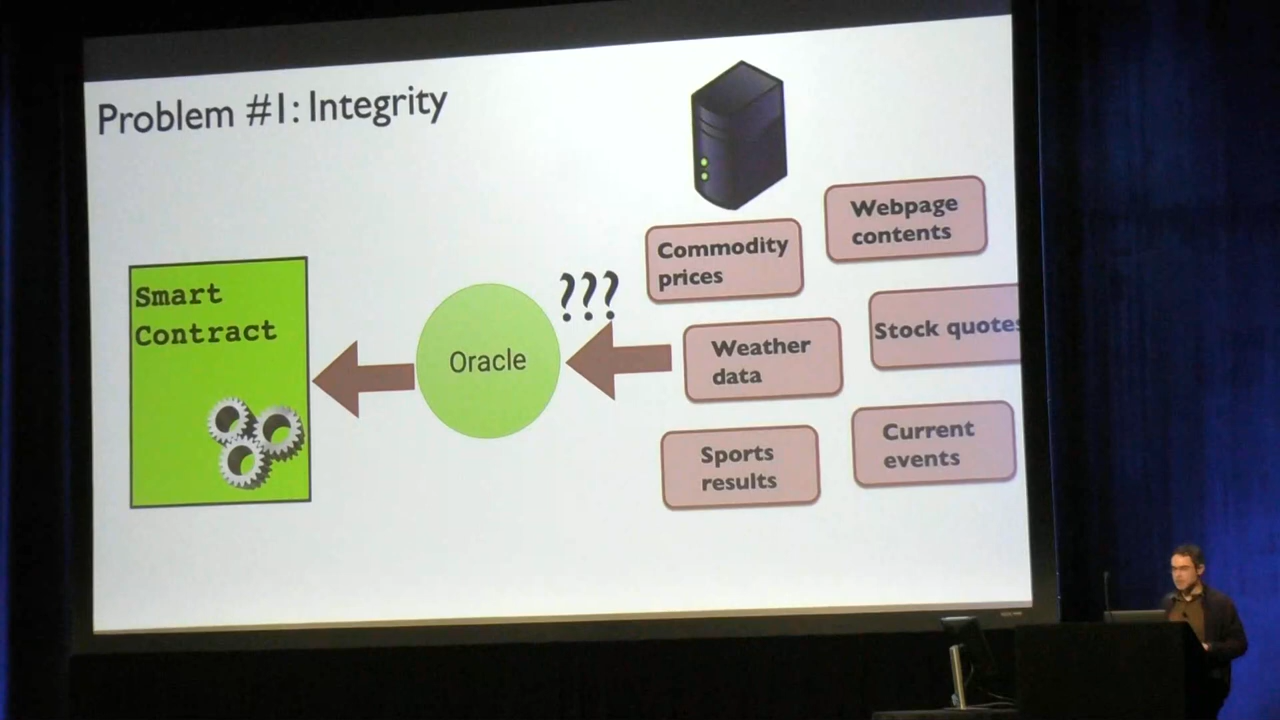 Problem #1: Integrity
Smart
Contract
Oracle
???
Commodity
prices
Webpage
contents
Weather
data
Stock quotes
Sports
results
Current
events